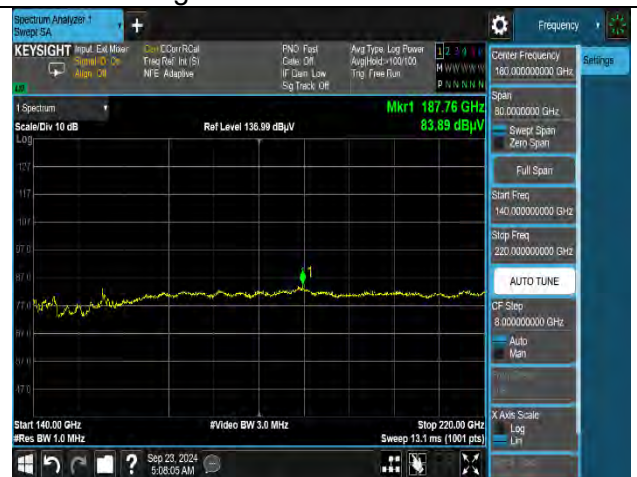 Spectrum Analyzer 1
Swept SA
+
Frequency
KEYSIGHT
Input: Ext Mixer
Signal ID: On
Align: Off
Corr CCorr RCal
Freq Ref: Int (S)
NFE: Adaptive
PNO: Fast
Gate: Off
IF Gain: Low
Sig Track: Off
Avg Type: Log Power
Avg|Hold:>100/100
Trig: Free Run
1 2 3 4 5 6
M W W W W W
P N N N N N
1 Spectrum
Scale/Div 10 dB
Log
Ref Level 136.99 dBµV
Mkr1 187.76 GHz
83.89 dBµV
127
117
107
97.0
87.0
77.0
67.0
57.0
47.0
1
Start 140.00 GHz
#Res BW 1.0 MHz
#Video BW 3.0 MHz
Stop 220.00 GHz
Sweep 13.1 ms (1001 pts)
Center Frequency
180.000000000 GHz
Settings
Span
80.0000000 GHz
Swept Span
Zero Span
Full Span
Start Freq
140.000000000 GHz
Stop Freq
220.000000000 GHz
AUTO TUNE
CF Step
8.000000000 GHz
Auto
Man
X Axis Scale
Log
Lin
?
Sep 23, 2024
5:08:05 AM